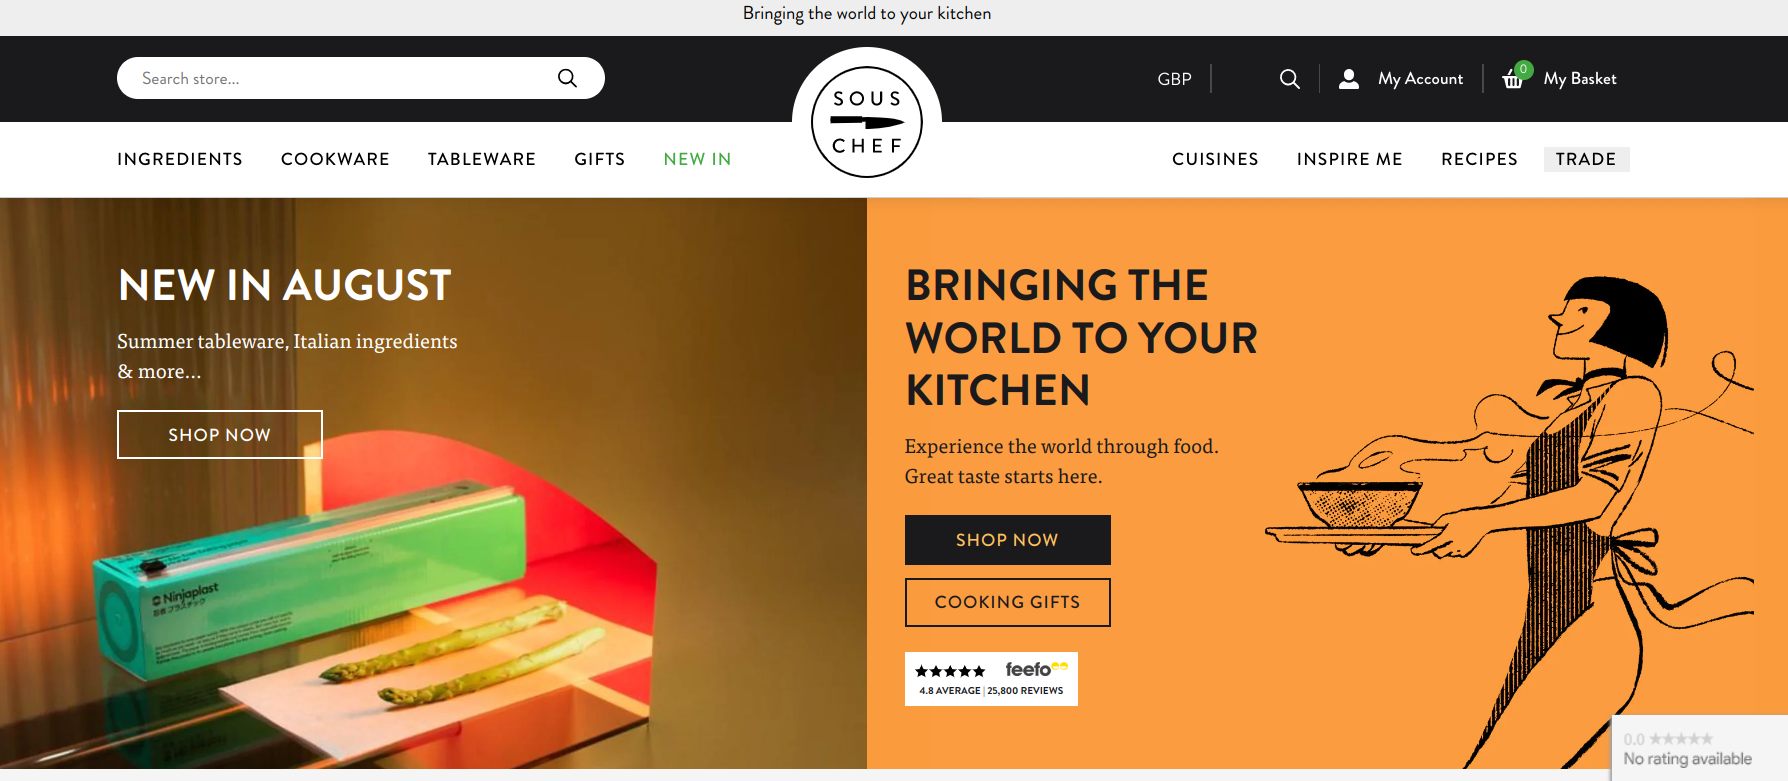 Bringing the world to your kitchen
Search store...
SOUS
CHEF
GBP
My Account
0
My Basket
INGREDIENTS
COOKWARE
TABLEWARE
GIFTS
NEW IN
CUISINES
INSPIRE ME
RECIPES
TRADE
NEW IN AUGUST
Summer tableware, Italian ingredients
& more...
SHOP NOW
Ninjaplast
BRINGING THE
WORLD TO YOUR
KITCHEN
Experience the world through food.
Great taste starts here.
SHOP NOW
COOKING GIFTS
feefo
4.8 AVERAGE | 25,800 REVIEWS
0.0
No rating available